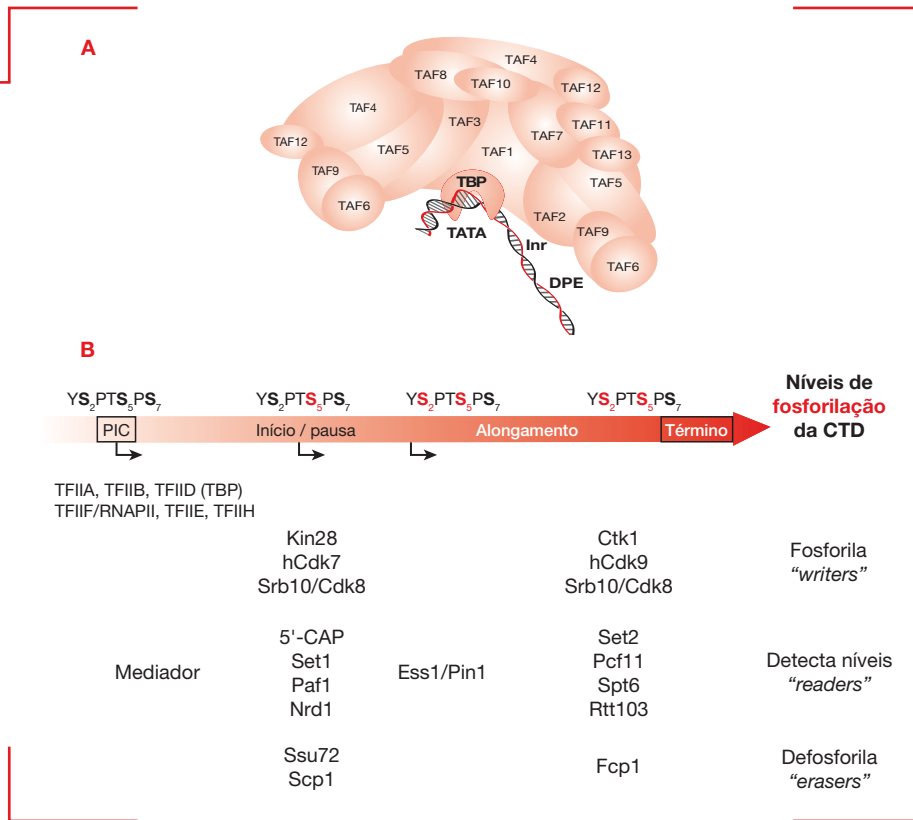 A
TAF4
TAF8
TAF10
TAF12
TAF4
TAF3
TAF7
TAF11
TAF12
TAF5
TAF1
TAF13
TAF9
TBP
TAF5
TAF6
TAF2
TATA
Inr
TAF9
DPE
TAF6
B
YS₂PTS₅PS₇ YS₂PTS₅PS₇ YS₂PTS₅PS₇ YS₂PTS₅PS₇
Níveis de
fosforilação
da CTD
PIC Início / pausa Alongamento Término
TFIIA, TFIIB, TFIID (TBP)
TFIIF/RNAPII, TFIIE, TFIIH
Kin28
hCdk7
Srb10/Cdk8
Ctk1
hCdk9
Srb10/Cdk8
Fosforila
“writers”
Mediador
5'-CAP
Set1
Paf1
Nrd1
Ess1/Pin1
Set2
Pcf11
Spt6
Rtt103
Detecta níveis
“readers”
Ssu72
Scp1
Fcp1
Defosforila
“erasers”